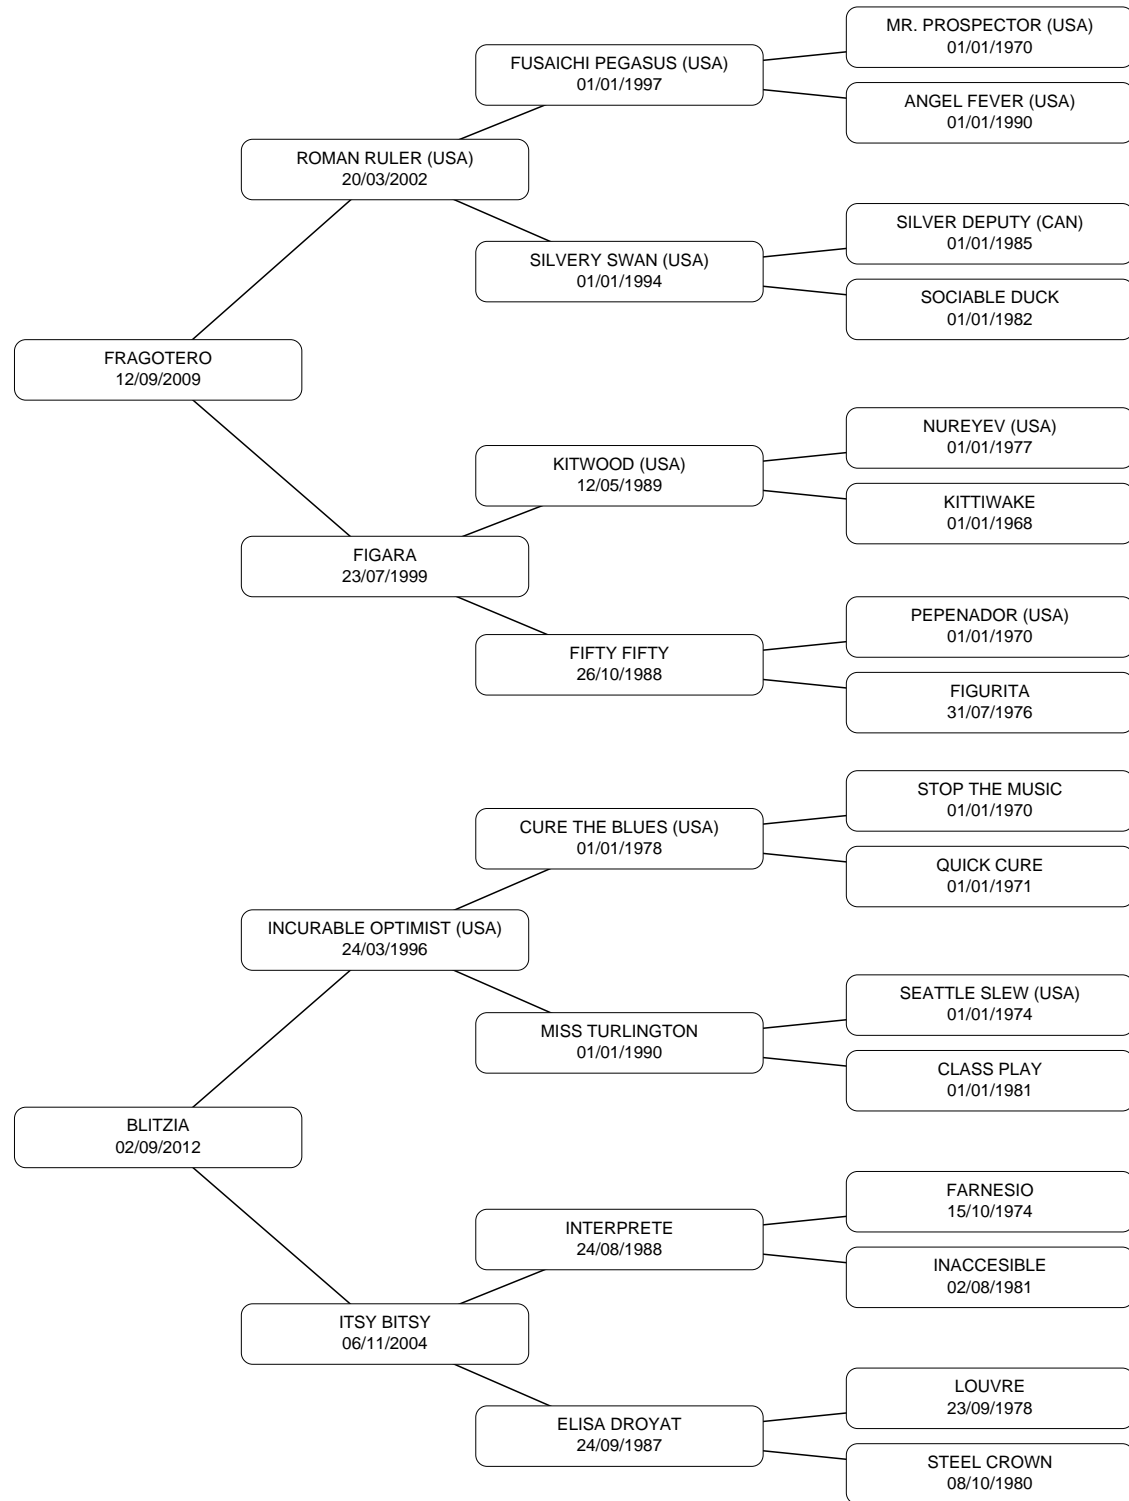 MR. PROSPECTOR (USA)
01/01/1970
FUSAICHI PEGASUS (USA)
01/01/1997
ANGEL FEVER (USA)
01/01/1990
ROMAN RULER (USA)
20/03/2002
SILVER DEPUTY (CAN)
01/01/1985
SILVERY SWAN (USA)
01/01/1994
SOCIABLE DUCK
01/01/1982
FRAGOTERO
12/09/2009
NUREYEV (USA)
01/01/1977
KITWOOD (USA)
12/05/1989
KITTIWAKE
01/01/1968
FIGARA
23/07/1999
PEPENADOR (USA)
01/01/1970
FIFTY FIFTY
26/10/1988
FIGURITA
31/07/1976
STOP THE MUSIC
01/01/1970
CURE THE BLUES (USA)
01/01/1978
QUICK CURE
01/01/1971
INCURABLE OPTIMIST (USA)
24/03/1996
SEATTLE SLEW (USA)
01/01/1974
MISS TURLINGTON
01/01/1990
CLASS PLAY
01/01/1981
BLITZIA
02/09/2012
FARNESIO
15/10/1974
INTERPRETE
24/08/1988
INACCESIBLE
02/08/1981
ITSY BITSY
06/11/2004
LOUVRE
23/09/1978
ELISA DROYAT
24/09/1987
STEEL CROWN
08/10/1980